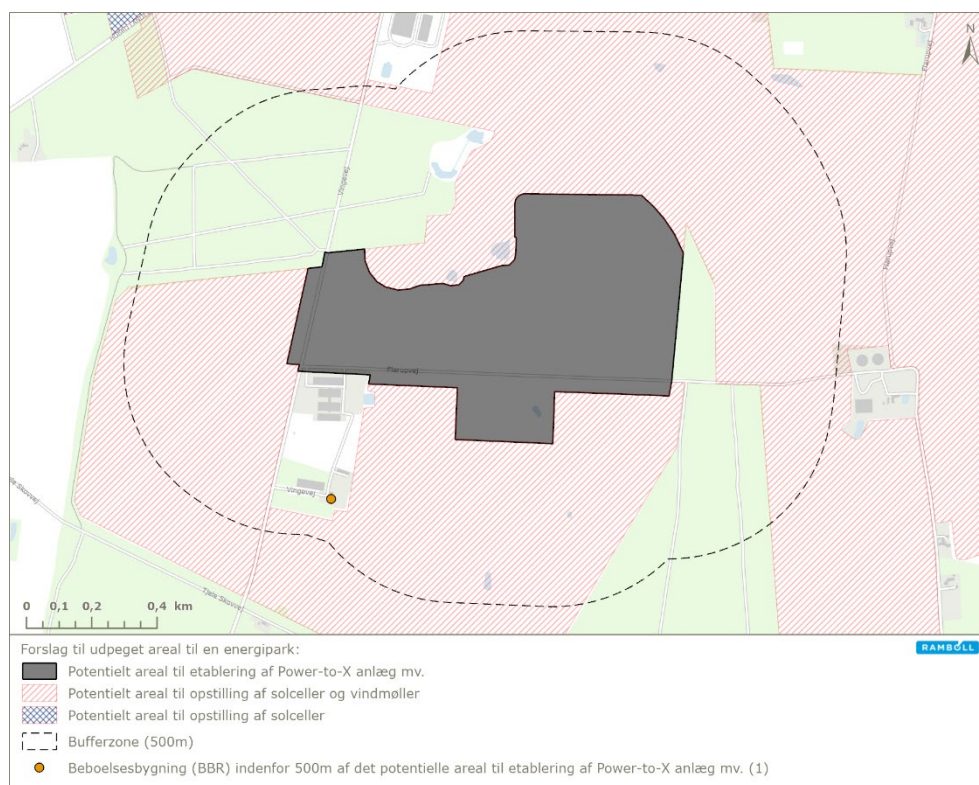 N
Vingevej
Flarupvej
Flarupvej
Flarupvej
Vingevej
Tjele Skovvej
Tjele Skovvej
0 0,1 0,2 0,4 km
Forslag til udpeget areal til en energipark:
RAMBOLL
Potentielt areal til etablering af Power-to-X anlæg mv.
Potentielt areal til opstilling af solceller og vindmøller
Potentielt areal til opstilling af solceller
Bufferzone (500m)
Beboelsesbygning (BBR) indenfor 500m af det potentielle areal til etablering af Power-to-X anlæg mv. (1)